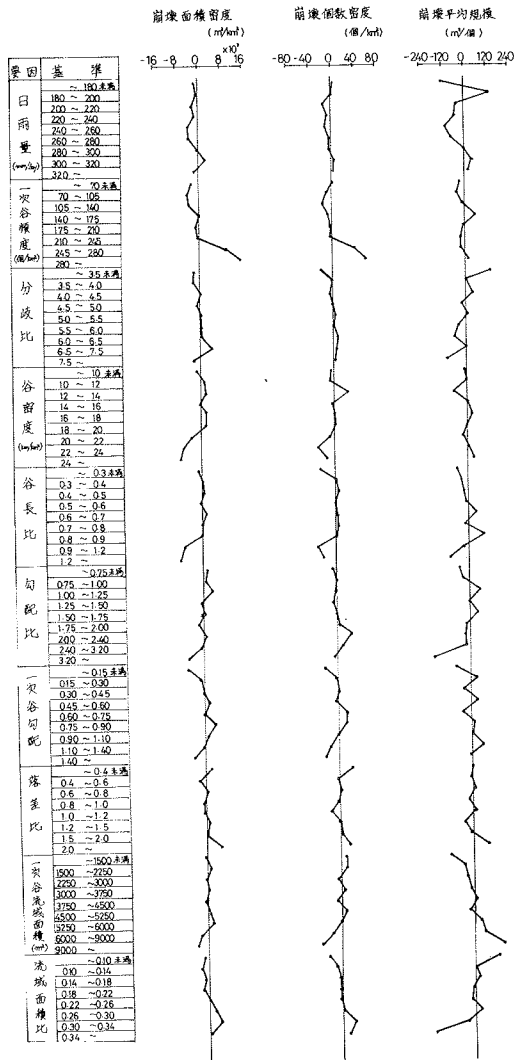 崩壊面積密度 崩壊個数密度 崩壊平均規模
(m²/km²) (個/km²) (m²/個)
×10³
-16 -8 0 8 16 -80 -40 0 40 80 -240 -120 0 120 240
要因 基準
日雨量 (mm/day)
~ 180未満
180 ~ 200
200 ~ 220
220 ~ 240
240 ~ 260
260 ~ 280
280 ~ 300
300 ~ 320
320 ~
一次谷頻度 (個/km²)
~ 70未満
70 ~ 105
105 ~ 140
140 ~ 175
175 ~ 210
210 ~ 245
245 ~ 280
280 ~
分岐比
~ 3.5未満
3.5 ~ 4.0
4.0 ~ 4.5
4.5 ~ 5.0
5.0 ~ 5.5
5.5 ~ 6.0
6.0 ~ 6.5
6.5 ~ 7.5
7.5 ~
谷密度 (km/km²)
~ 10未満
10 ~ 12
12 ~ 14
14 ~ 16
16 ~ 18
18 ~ 20
20 ~ 22
22 ~ 24
24 ~
谷長比
~ 0.3未満
0.3 ~ 0.4
0.4 ~ 0.5
0.5 ~ 0.6
0.6 ~ 0.7
0.7 ~ 0.8
0.8 ~ 0.9
0.9 ~ 1.2
1.2 ~
勾配比
~0.75未満
0.75 ~1.00
1.00 ~1.25
1.25 ~1.50
1.50 ~1.75
1.75 ~2.00
2.00 ~2.40
2.40 ~3.20
3.20 ~
一次谷勾配
~0.15未満
0.15 ~0.30
0.30 ~0.45
0.45 ~0.60
0.60 ~0.75
0.75 ~0.90
0.90 ~1.10
1.10 ~1.40
1.40 ~
落差比
~0.4未満
0.4 ~0.6
0.6 ~0.8
0.8 ~1.0
1.0 ~1.2
1.2 ~1.5
1.5 ~2.0
2.0 ~
一次谷流域面積 (m²)
~1500未満
1500 ~2250
2250 ~3000
3000 ~3750
3750 ~4500
4500 ~5250
5250 ~6000
6000 ~9000
9000 ~
流域面積比
~0.10未満
0.10 ~0.14
0.14 ~0.18
0.18 ~0.22
0.22 ~0.26
0.26 ~0.30
0.30 ~0.34
0.34 ~